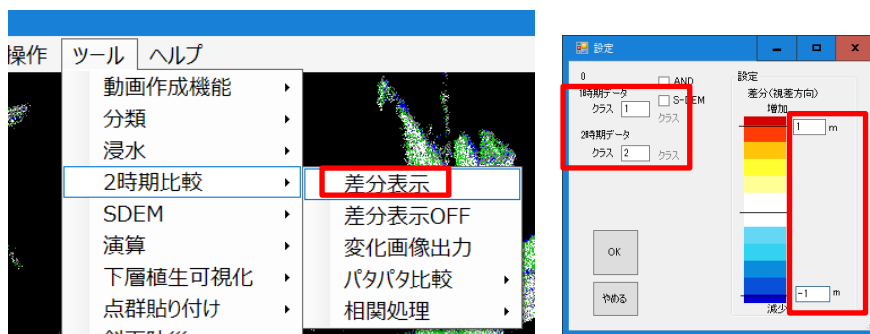 操作 ツール ヘルプ
動画作成機能
分類
浸水
2時期比較
SDEM
演算
下層植生可視化
点群貼り付け
差分表示
差分表示OFF
変化画像出力
パタパタ比較
相関処理
設定
0
AND
1時期データ
S-DEM
クラス 1 クラス
2時期データ
クラス 2 クラス
OK
やめる
設定
差分(視差方向)
増加
1 m
-1 m
減少